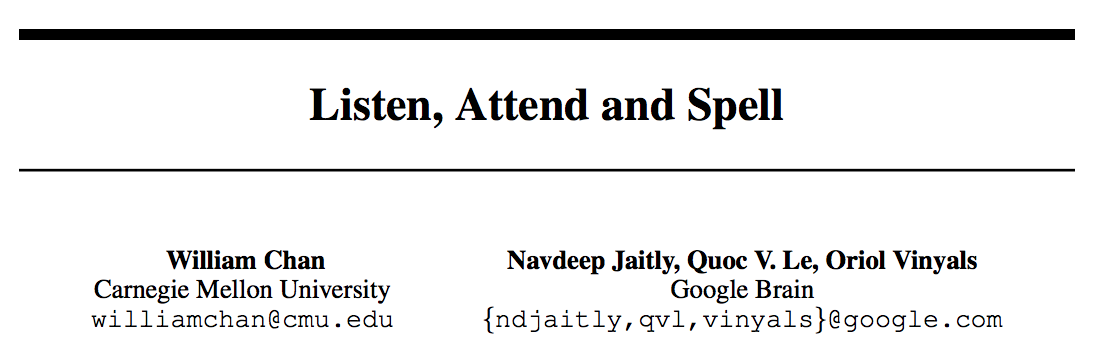 Listen, Attend and Spell
William Chan
Carnegie Mellon University
williamchan@cmu.edu
Navdeep Jaitly, Quoc V. Le, Oriol Vinyals
Google Brain
{ndjaitly,qvl,vinyals}@google.com